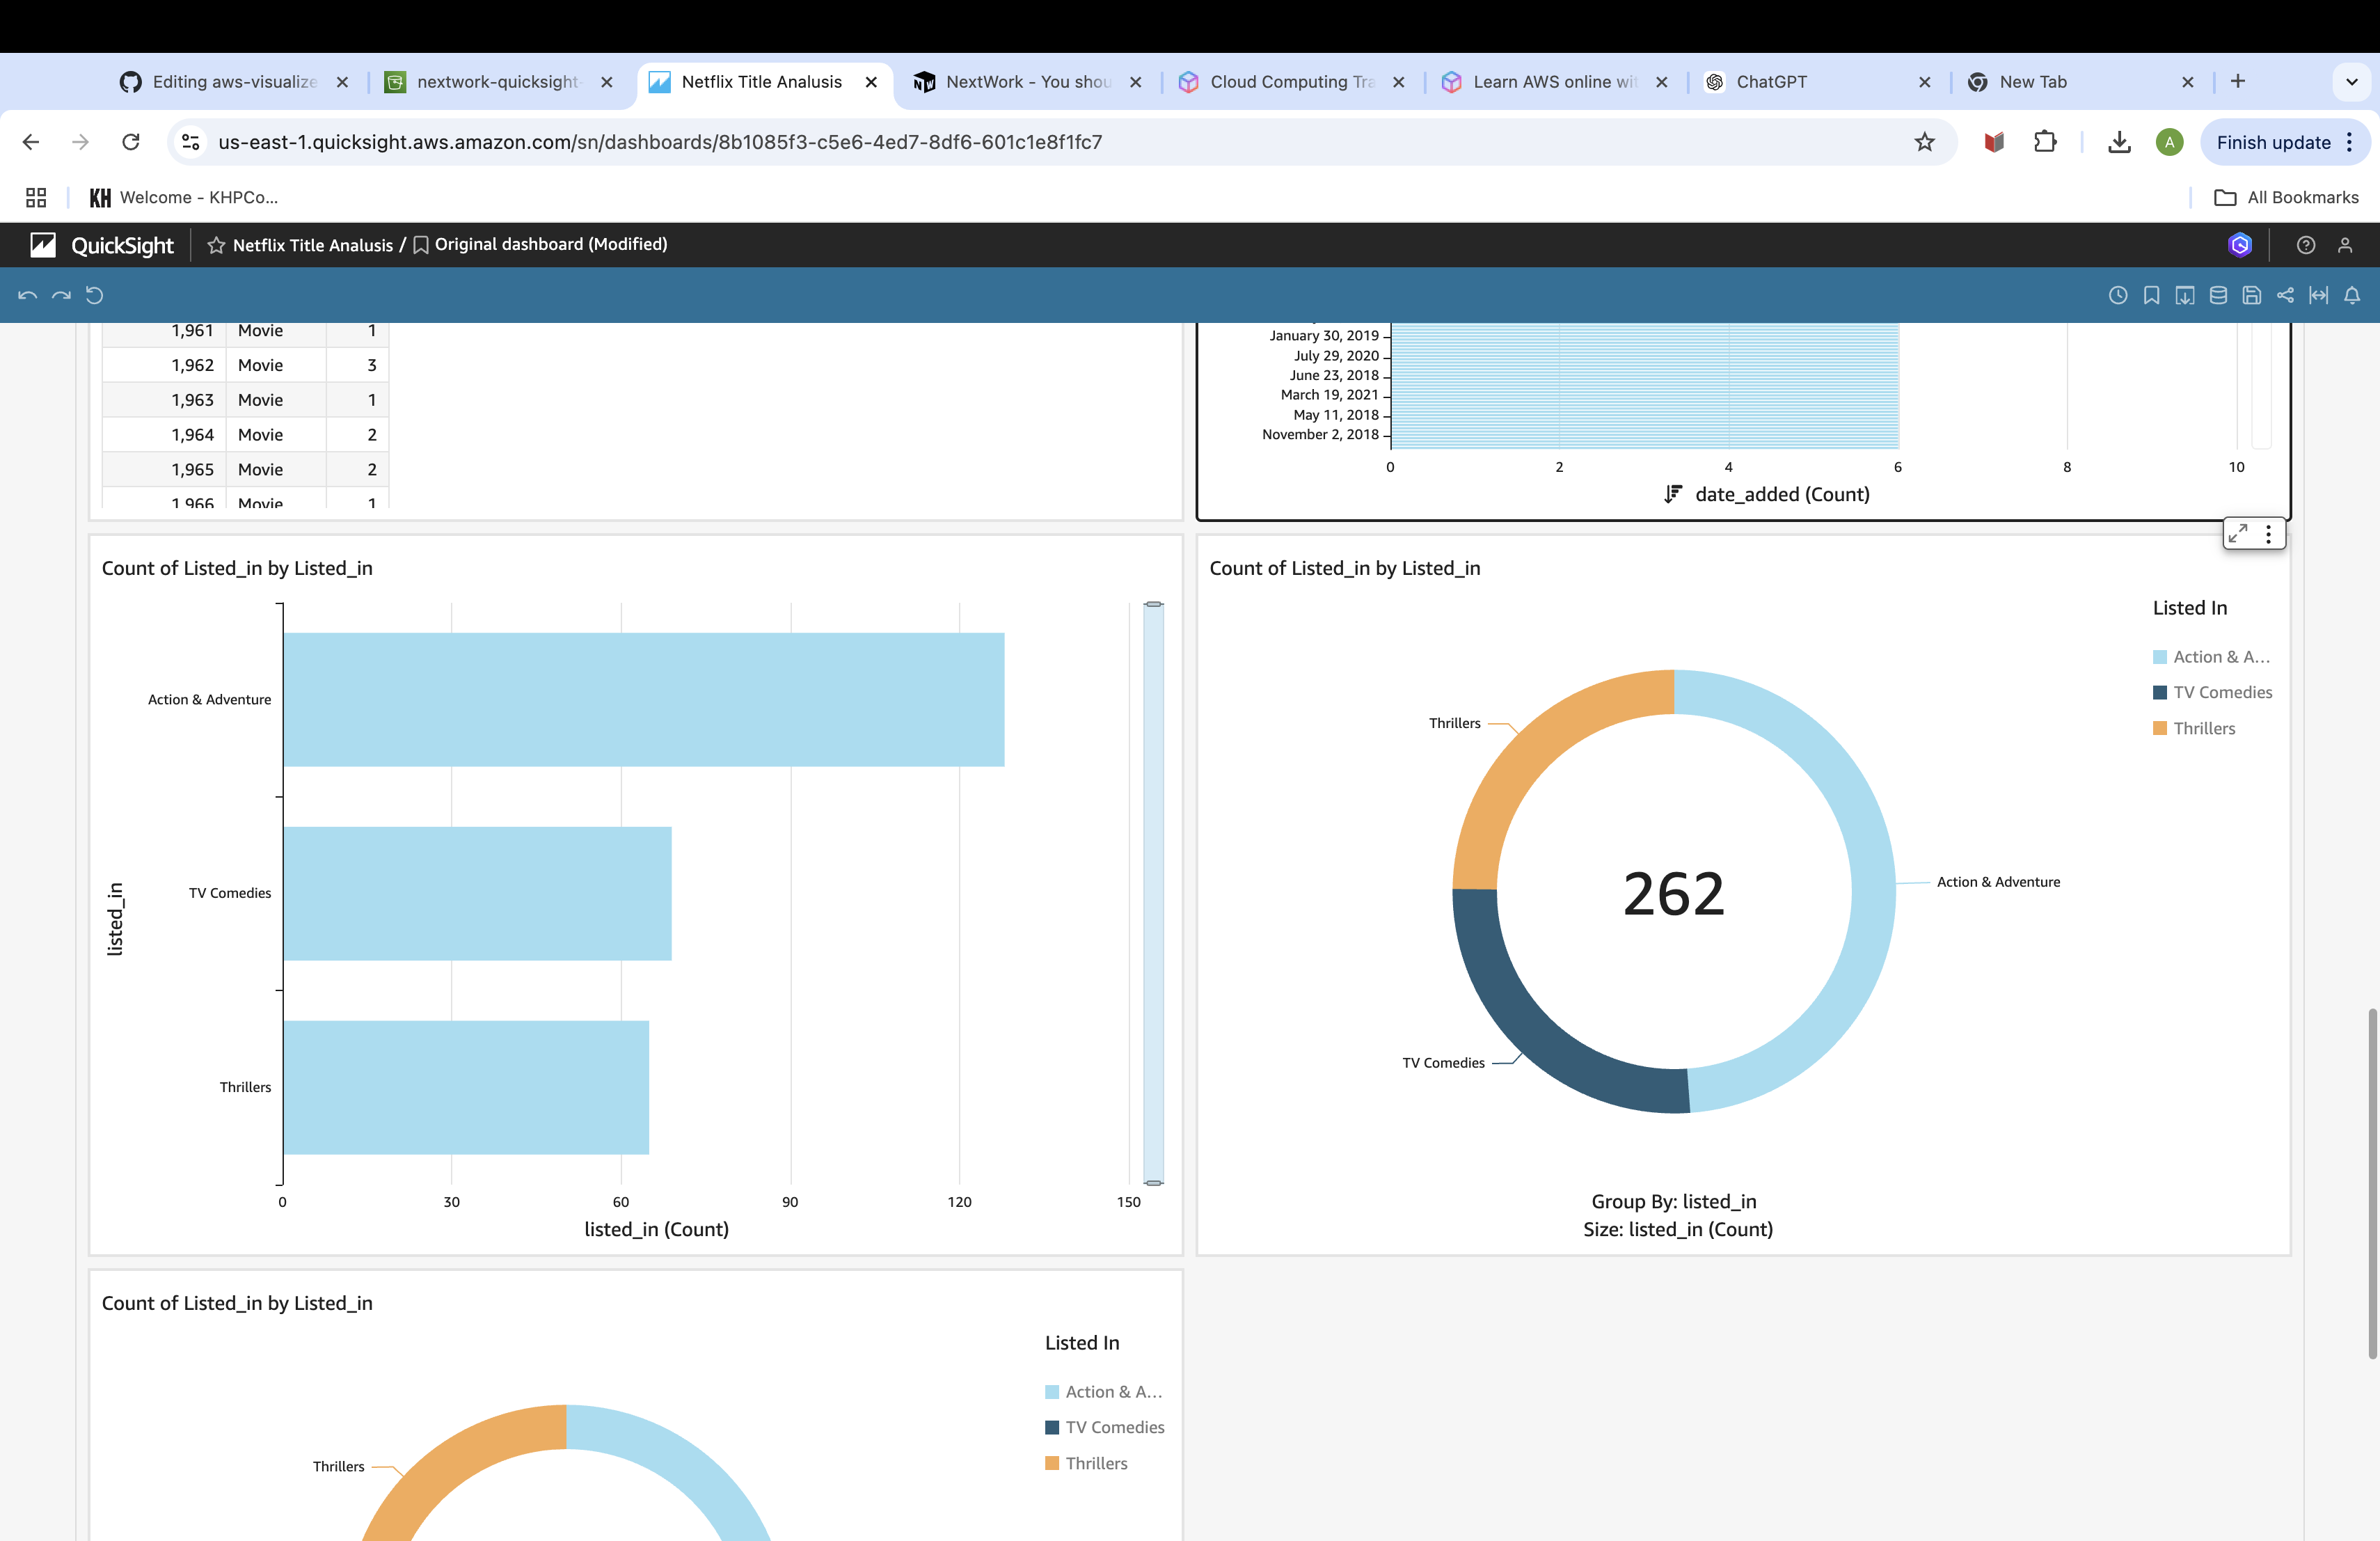 Editing aws-visualize
nextwork-quicksight-
Netflix Title Analusis
NextWork - You shou
Cloud Computing Tra
Learn AWS online wit
ChatGPT
New Tab
us-east-1.quicksight.aws.amazon.com/sn/dashboards/8b1085f3-c5e6-4ed7-8df6-601c1e8f1fc7
A
Finish update
KH Welcome - KHPCo...
All Bookmarks
QuickSight
Netflix Title Analusis / Original dashboard (Modified)
1,961 Movie 1
1,962 Movie 3
1,963 Movie 1
1,964 Movie 2
1,965 Movie 2
1,966 Movie 1
January 30, 2019
July 29, 2020
June 23, 2018
March 19, 2021
May 11, 2018
November 2, 2018
0 2 4 6 8 10
date_added (Count)
Count of Listed_in by Listed_in
listed_in
Action & Adventure
TV Comedies
Thrillers
0 30 60 90 120 150
listed_in (Count)
Count of Listed_in by Listed_in
Listed In
Action & A...
TV Comedies
Thrillers
Thrillers
262
Action & Adventure
TV Comedies
Group By: listed_in
Size: listed_in (Count)
Count of Listed_in by Listed_in
Listed In
Action & A...
TV Comedies
Thrillers
Thrillers